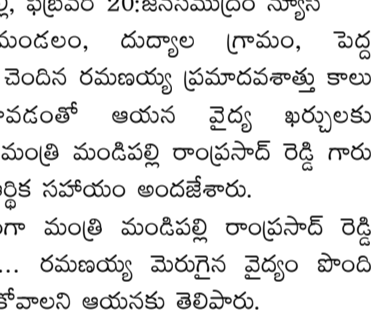 ఫిబ్రవరి 20:జనసముద్రం న్యూస్
మండలం, దుద్యాల గ్రామం, పెద్ద
చెందిన రమణయ్య ప్రమాదవశాత్తు కాలు
వడంతో ఆయన వైద్య ఖర్చులకు
మంత్రి మండిపల్లి రాంప్రసాద్ రెడ్డి గారు
ర్థిక సహాయం అందజేశారు.
గా మంత్రి మండిపల్లి రాంప్రసాద్ రెడ్డి
... రమణయ్య మెరుగైన వైద్యం పొంది
కోవాలని ఆయనకు తెలిపారు.